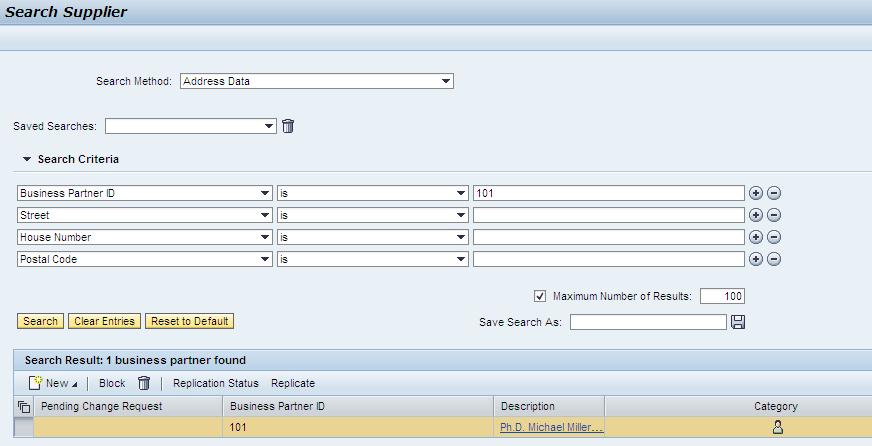 Search Supplier
Search Method: Address Data
Saved Searches:
Search Criteria
Business Partner ID is 101
Street is
House Number is
Postal Code is
Maximum Number of Results: 100
Search Clear Entries Reset to Default Save Search As:
Search Result: 1 business partner found
New Block Replication Status Replicate
Pending Change Request Business Partner ID Description Category
101 Ph.D. Michael Miller...